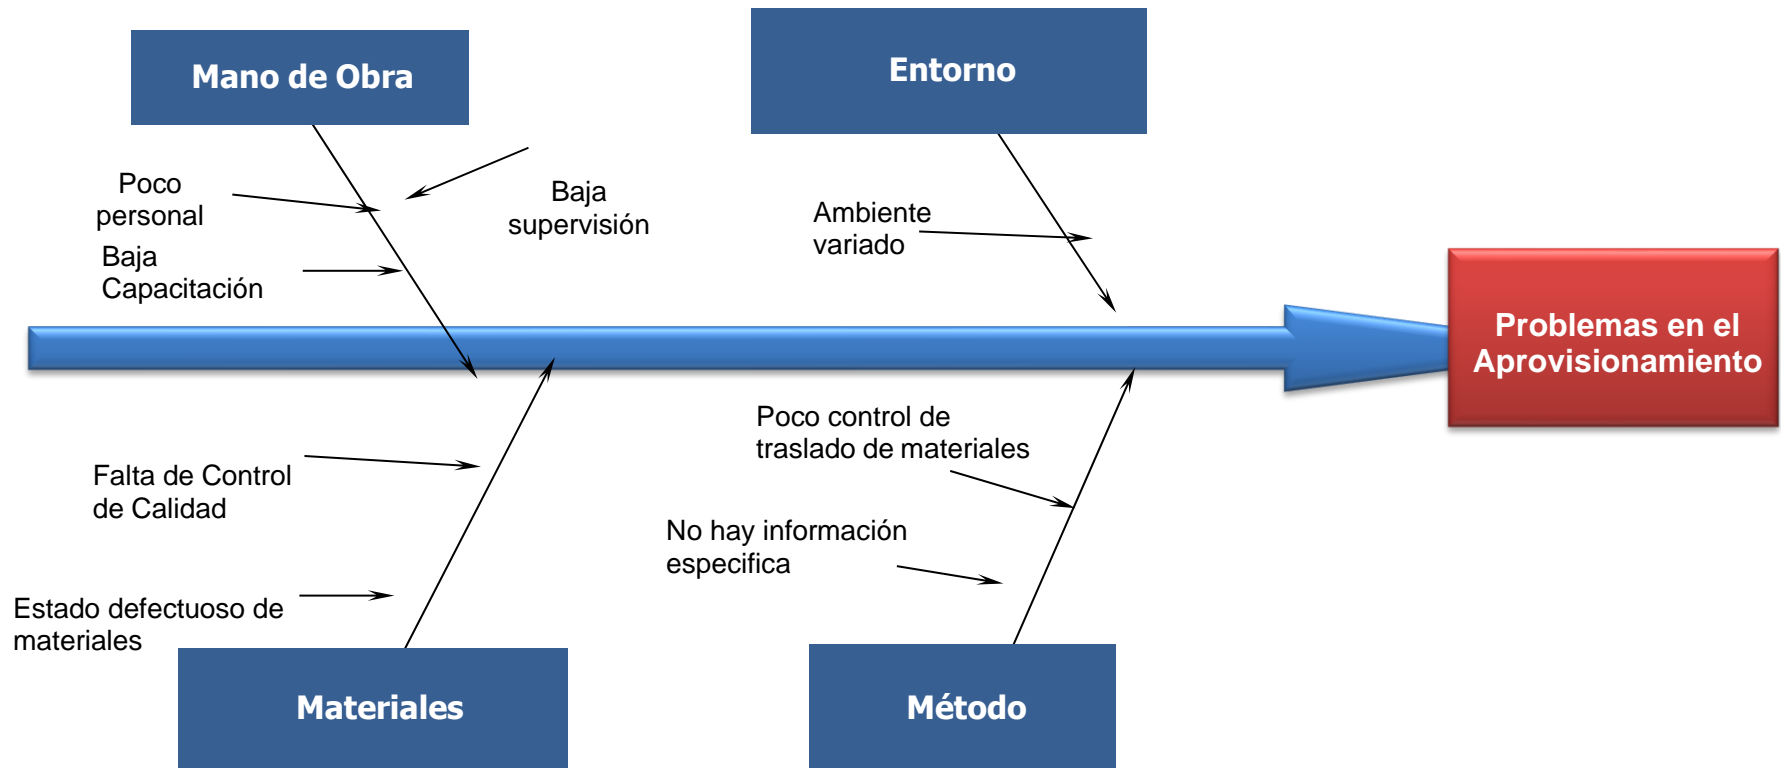 Mano de Obra
Entorno
Poco
personal
Baja
supervisión
Baja
Capacitación
Ambiente
variado
Problemas en el
Aprovisionamiento
Falta de Control
de Calidad
Poco control de
traslado de materiales
No hay información
especifica
Estado defectuoso de
materiales
Materiales
Método